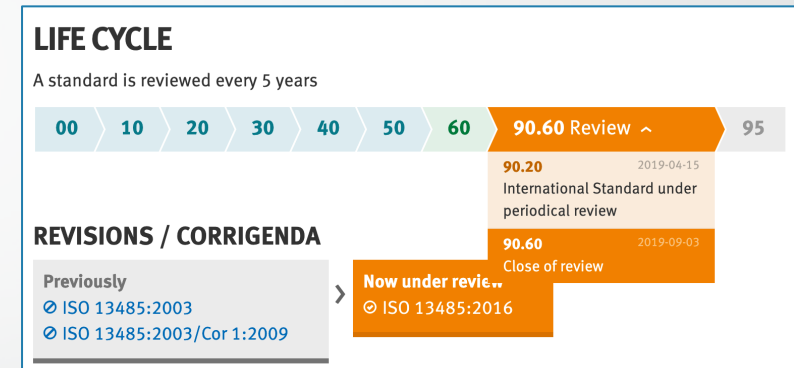 LIFE CYCLE
A standard is reviewed every 5 years
00 10 20 30 40 50 60 90.60 Review 95
90.20 2019-04-15
International Standard under
periodical review
90.60 2019-09-03
Close of review
REVISIONS / CORRIGENDA
Previously
ISO 13485:2003
ISO 13485:2003/Cor 1:2009
Now under review
ISO 13485:2016